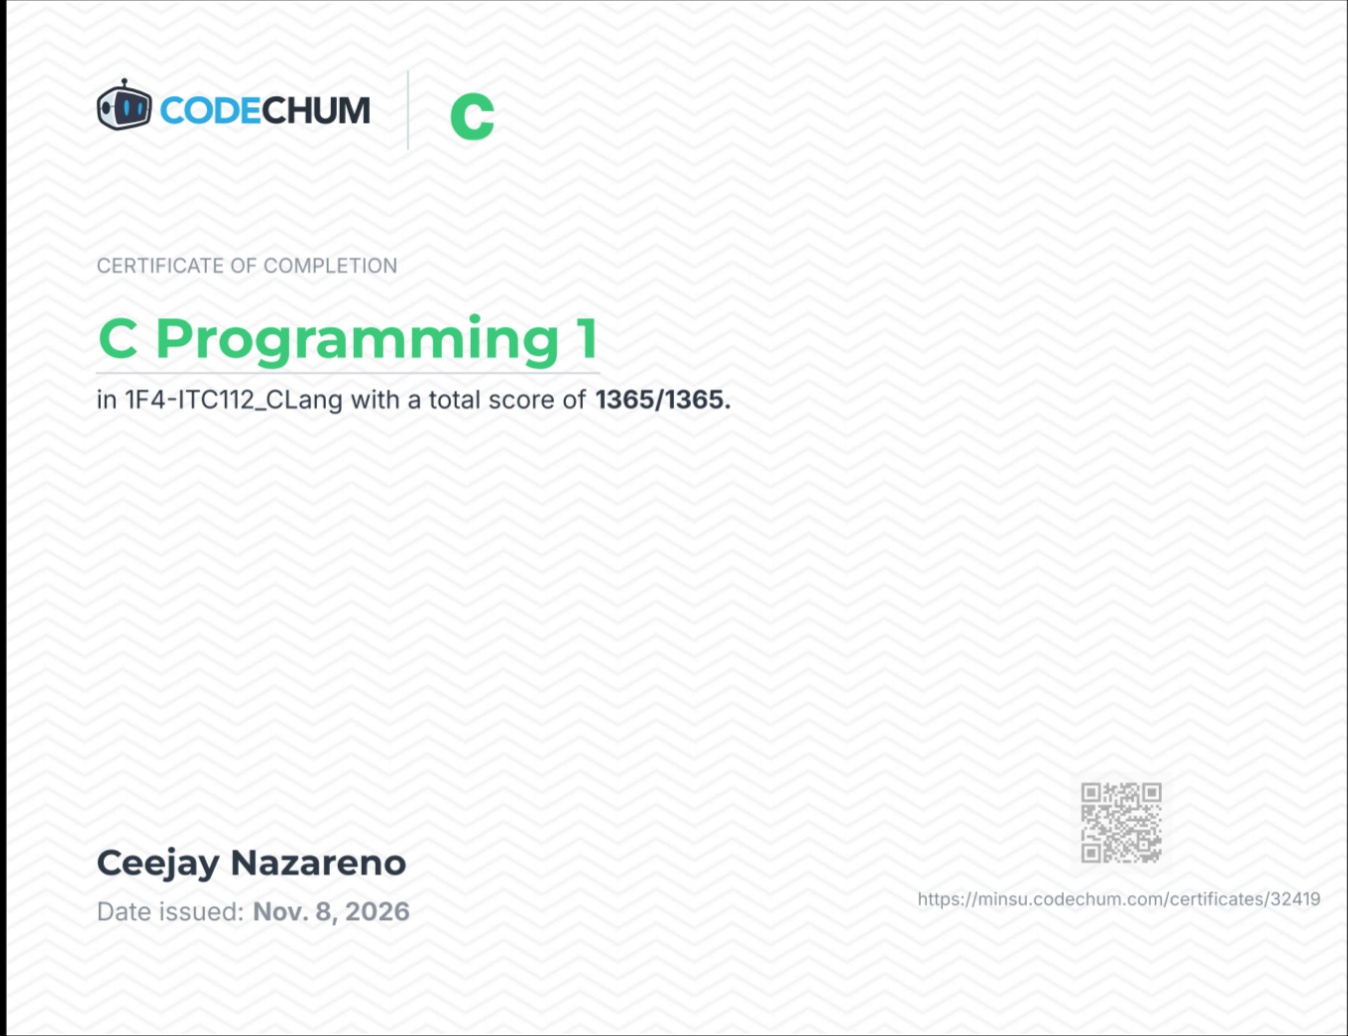 CODECHUM
C
CERTIFICATE OF COMPLETION
C Programming 1
in 1F4-ITC112_CLang with a total score of 1365/1365.
Ceejay Nazareno
Date issued: Nov. 8, 2026
https://minsu.codechum.com/certificates/32419